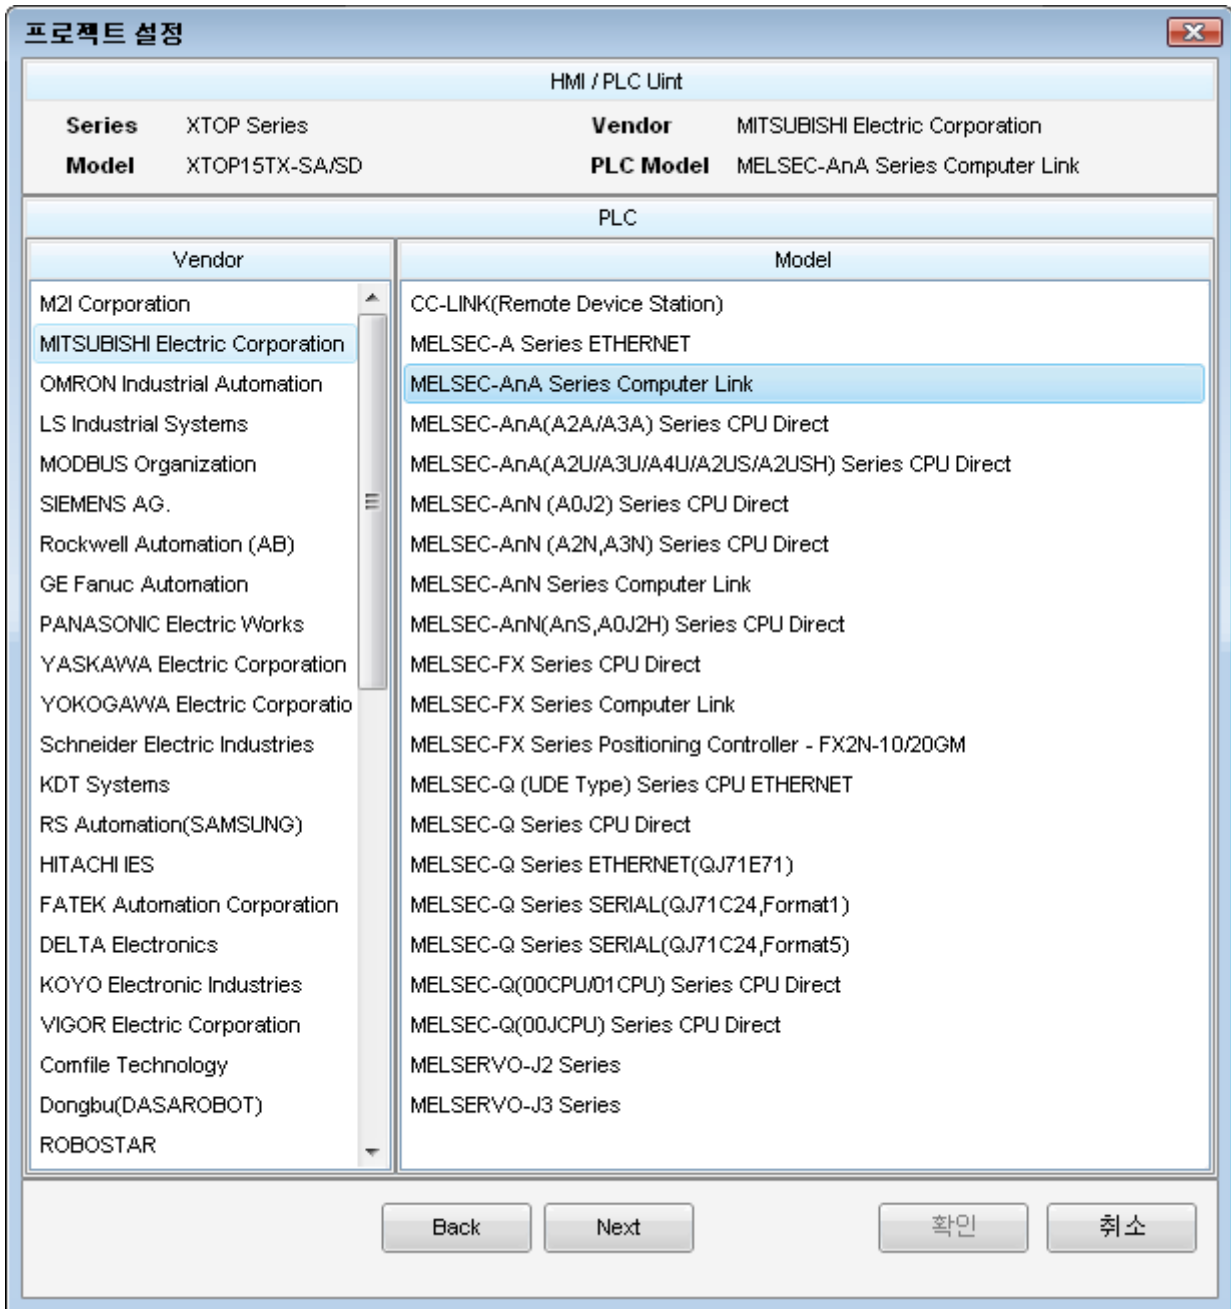 프로젝트 설정
HMI / PLC Uint
Series XTOP Series Vendor MITSUBISHI Electric Corporation
Model XTOP15TX-SA/SD PLC Model MELSEC-AnA Series Computer Link
PLC
Vendor
M2I Corporation
MITSUBISHI Electric Corporation
OMRON Industrial Automation
LS Industrial Systems
MODBUS Organization
SIEMENS AG.
Rockwell Automation (AB)
GE Fanuc Automation
PANASONIC Electric Works
YASKAWA Electric Corporation
YOKOGAWA Electric Corporatio
Schneider Electric Industries
KDT Systems
RS Automation(SAMSUNG)
HITACHI IES
FATEK Automation Corporation
DELTA Electronics
KOYO Electronic Industries
VIGOR Electric Corporation
Comfile Technology
Dongbu(DASAROBOT)
ROBOSTAR
Model
CC-LINK(Remote Device Station)
MELSEC-A Series ETHERNET
MELSEC-AnA Series Computer Link
MELSEC-AnA(A2A/A3A) Series CPU Direct
MELSEC-AnA(A2U/A3U/A4U/A2US/A2USH) Series CPU Direct
MELSEC-AnN (A0J2) Series CPU Direct
MELSEC-AnN (A2N,A3N) Series CPU Direct
MELSEC-AnN Series Computer Link
MELSEC-AnN(AnS,A0J2H) Series CPU Direct
MELSEC-FX Series CPU Direct
MELSEC-FX Series Computer Link
MELSEC-FX Series Positioning Controller - FX2N-10/20GM
MELSEC-Q (UDE Type) Series CPU ETHERNET
MELSEC-Q Series CPU Direct
MELSEC-Q Series ETHERNET(QJ71E71)
MELSEC-Q Series SERIAL(QJ71C24,Format1)
MELSEC-Q Series SERIAL(QJ71C24,Format5)
MELSEC-Q(00CPU/01CPU) Series CPU Direct
MELSEC-Q(00JCPU) Series CPU Direct
MELSERVO-J2 Series
MELSERVO-J3 Series
Back Next 확인 취소